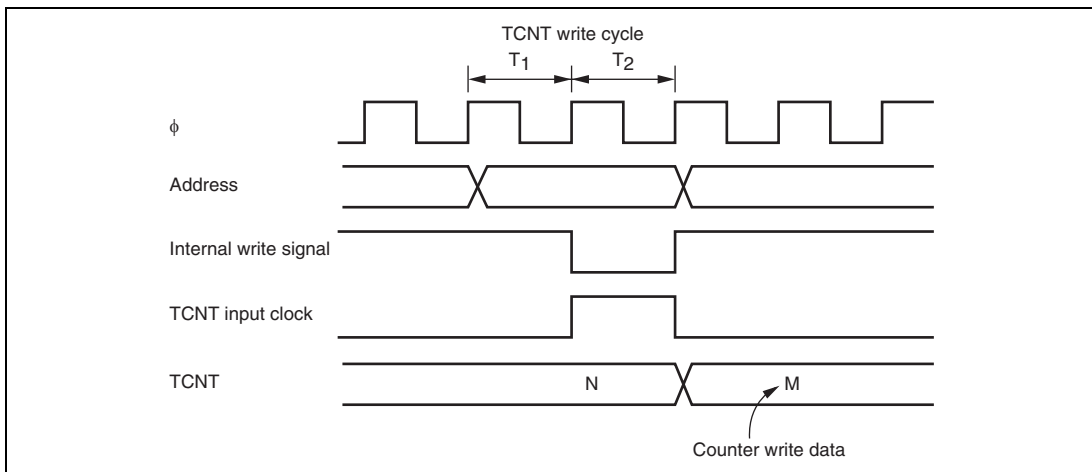 TCNT write cycle
T1 T2
ϕ
Address
Internal write signal
TCNT input clock
TCNT N M
Counter write data